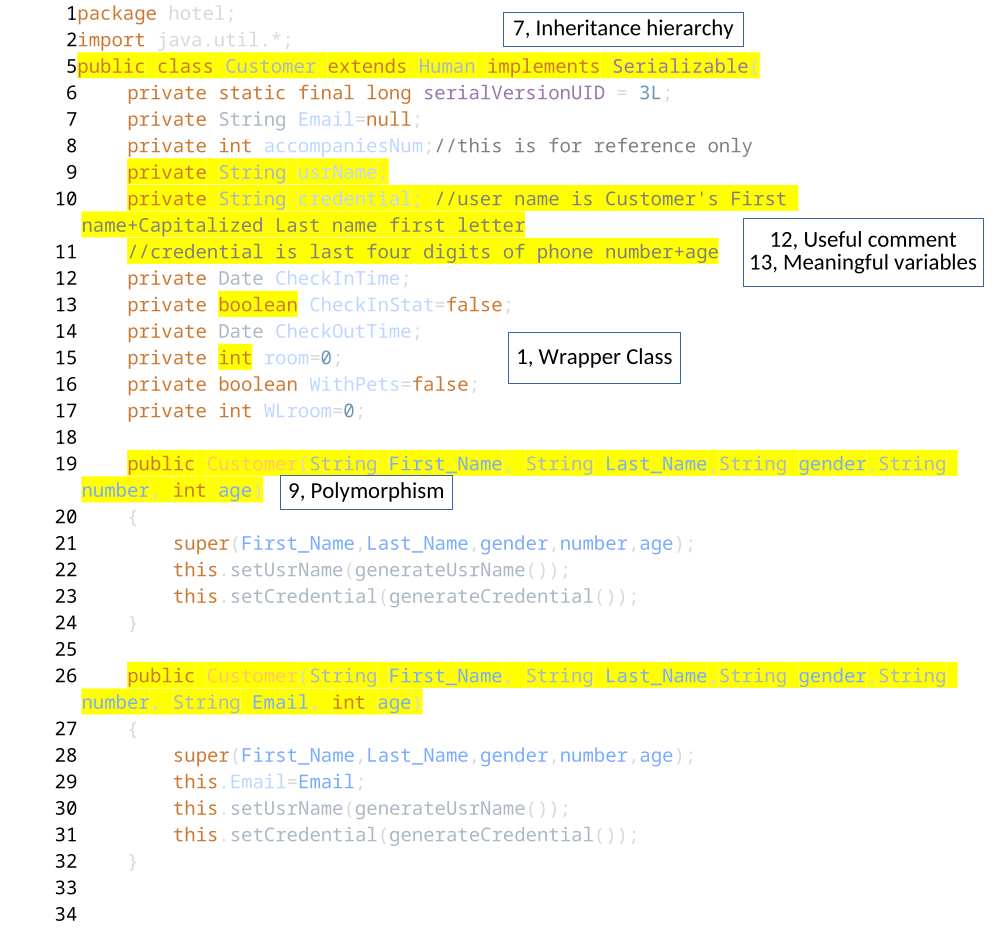 1package hotel;
7, Inheritance hierarchy
2import java.util.*;
5public class Customer extends Human implements Serializable{
6 private static final long serialVersionUID = 3L;
7 private String Email=null;
8 private int accompaniesNum;//this is for reference only
9 private String usrName;
10 private String credential; //user name is Customer's First
name+Capitalized Last name first letter
12, Useful comment
13, Meaningful variables
11 //credential is last four digits of phone number+age
12 private Date CheckInTime;
13 private boolean CheckInStat=false;
14 private Date CheckOutTime;
15 private int room=0;
1, Wrapper Class
16 private boolean WithPets=false;
17 private int WLroom=0;
18
19 public Customer(String First_Name, String Last_Name,String gender,String
number, int age)
9, Polymorphism
20 {
21 super(First_Name,Last_Name,gender,number,age);
22 this.setUsrName(generateUsrName());
23 this.setCredential(generateCredential());
24 }
25
26 public Customer(String First_Name, String Last_Name,String gender,String
number, String Email, int age)
27 {
28 super(First_Name,Last_Name,gender,number,age);
29 this.Email=Email;
30 this.setUsrName(generateUsrName());
31 this.setCredential(generateCredential());
32 }
33
34